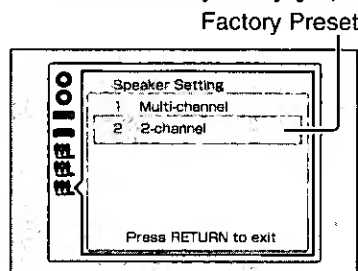 Factory Preset
Speaker Setting
1 Multi-channel
2 2-channel
Press RETURN to exit